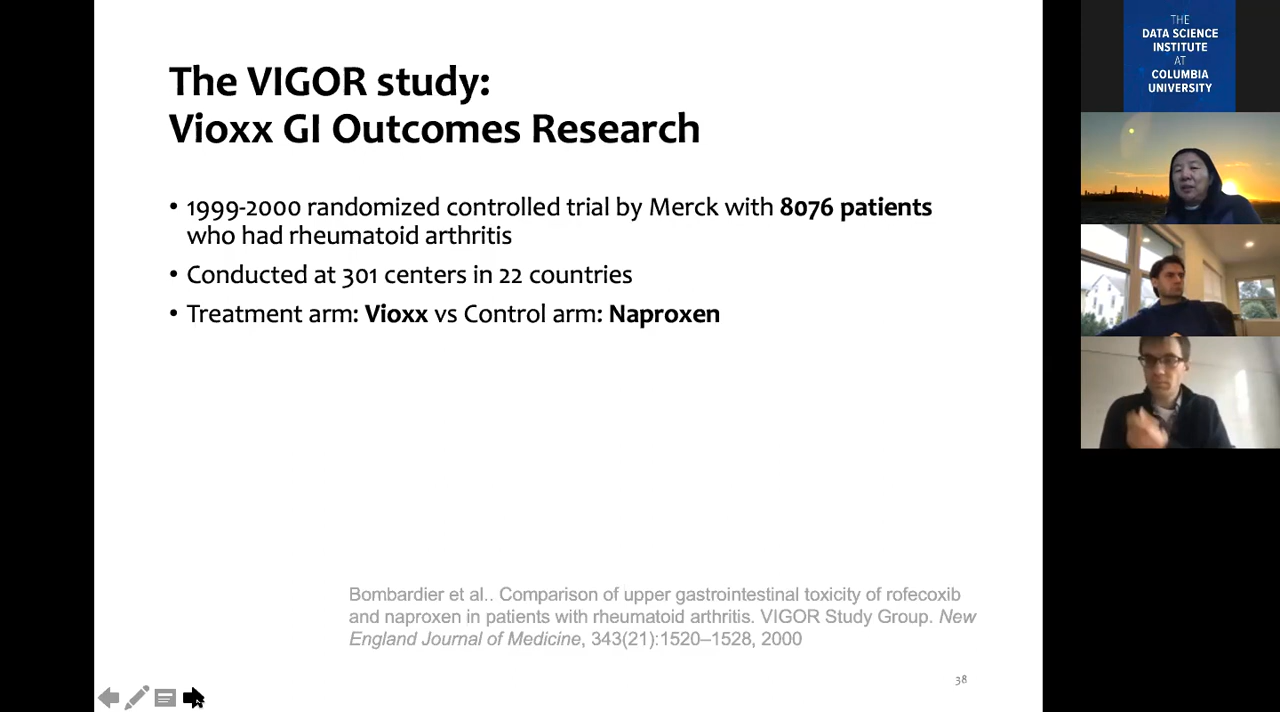 The VIGOR study:
Vioxx GI Outcomes Research
• 1999-2000 randomized controlled trial by Merck with 8076 patients
who had rheumatoid arthritis
• Conducted at 301 centers in 22 countries
• Treatment arm: Vioxx vs Control arm: Naproxen
Bombardier et al.. Comparison of upper gastrointestinal toxicity of rofecoxib
and naproxen in patients with rheumatoid arthritis. VIGOR Study Group. New
England Journal of Medicine, 343(21):1520–1528, 2000
38
THE
DATA SCIENCE
INSTITUTE
AT
COLUMBIA
UNIVERSITY